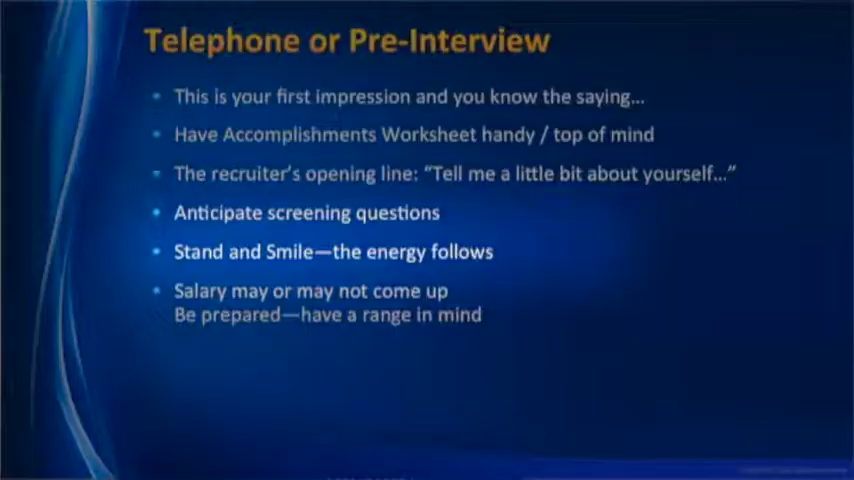 Telephone or Pre-Interview
• This is your first impression and you know the saying…
• Have Accomplishments Worksheet handy / top of mind
• The recruiter's opening line: “Tell me a little bit about yourself…”
• Anticipate screening questions
• Stand and Smile—the energy follows
• Salary may or may not come up
Be prepared—have a range in mind